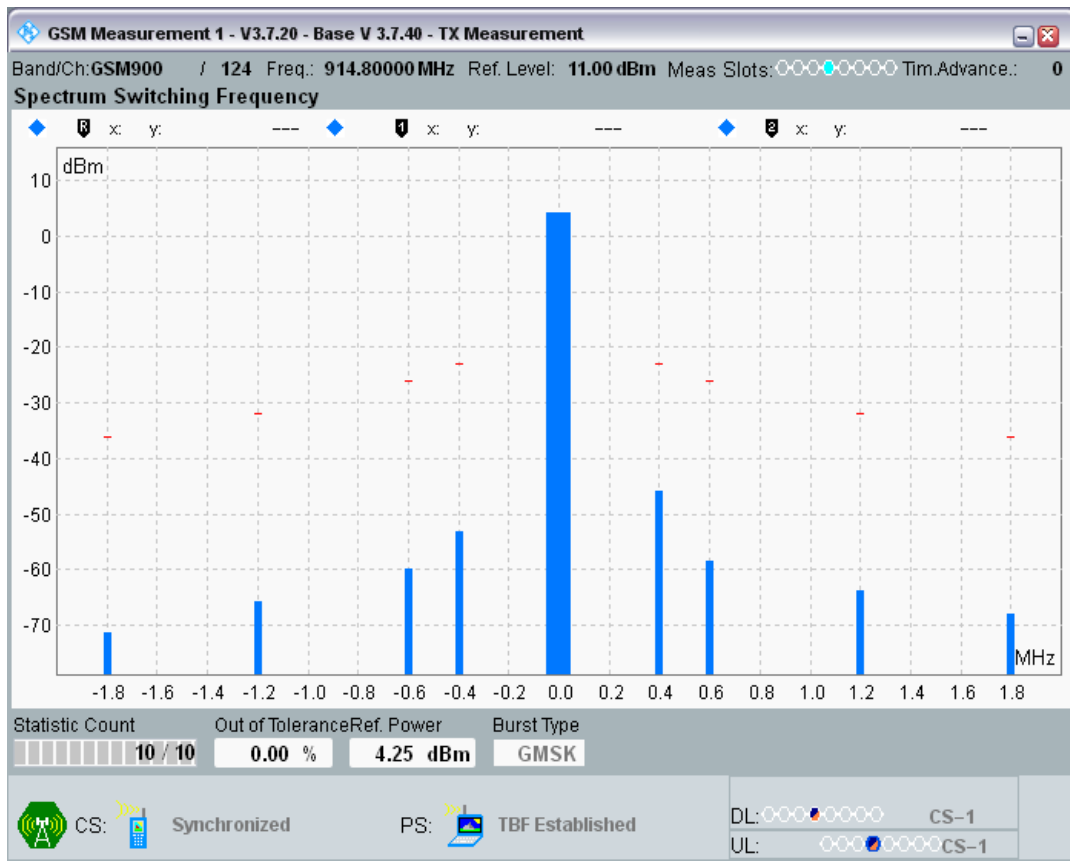 GSM Measurement 1 - V3.7.20 - Base V 3.7.40 - TX Measurement
Band/Ch:GSM900 / 124 Freq.: 914.80000 MHz Ref. Level: 11.00 dBm Meas Slots: Tim.Advance.: 0
Spectrum Switching Frequency
R x: y: --- 1 x: y: --- 2 x: y: ---
dBm
10
0
-10
-20
-30
-40
-50
-60
-70
MHz
-1.8 -1.6 -1.4 -1.2 -1.0 -0.8 -0.6 -0.4 -0.2 0.0 0.2 0.4 0.6 0.8 1.0 1.2 1.4 1.6 1.8
Statistic Count Out of Tolerance Ref. Power Burst Type
10 / 10 0.00 % 4.25 dBm GMSK
CS: Synchronized PS: TBF Established DL: CS-1
UL: CS-1